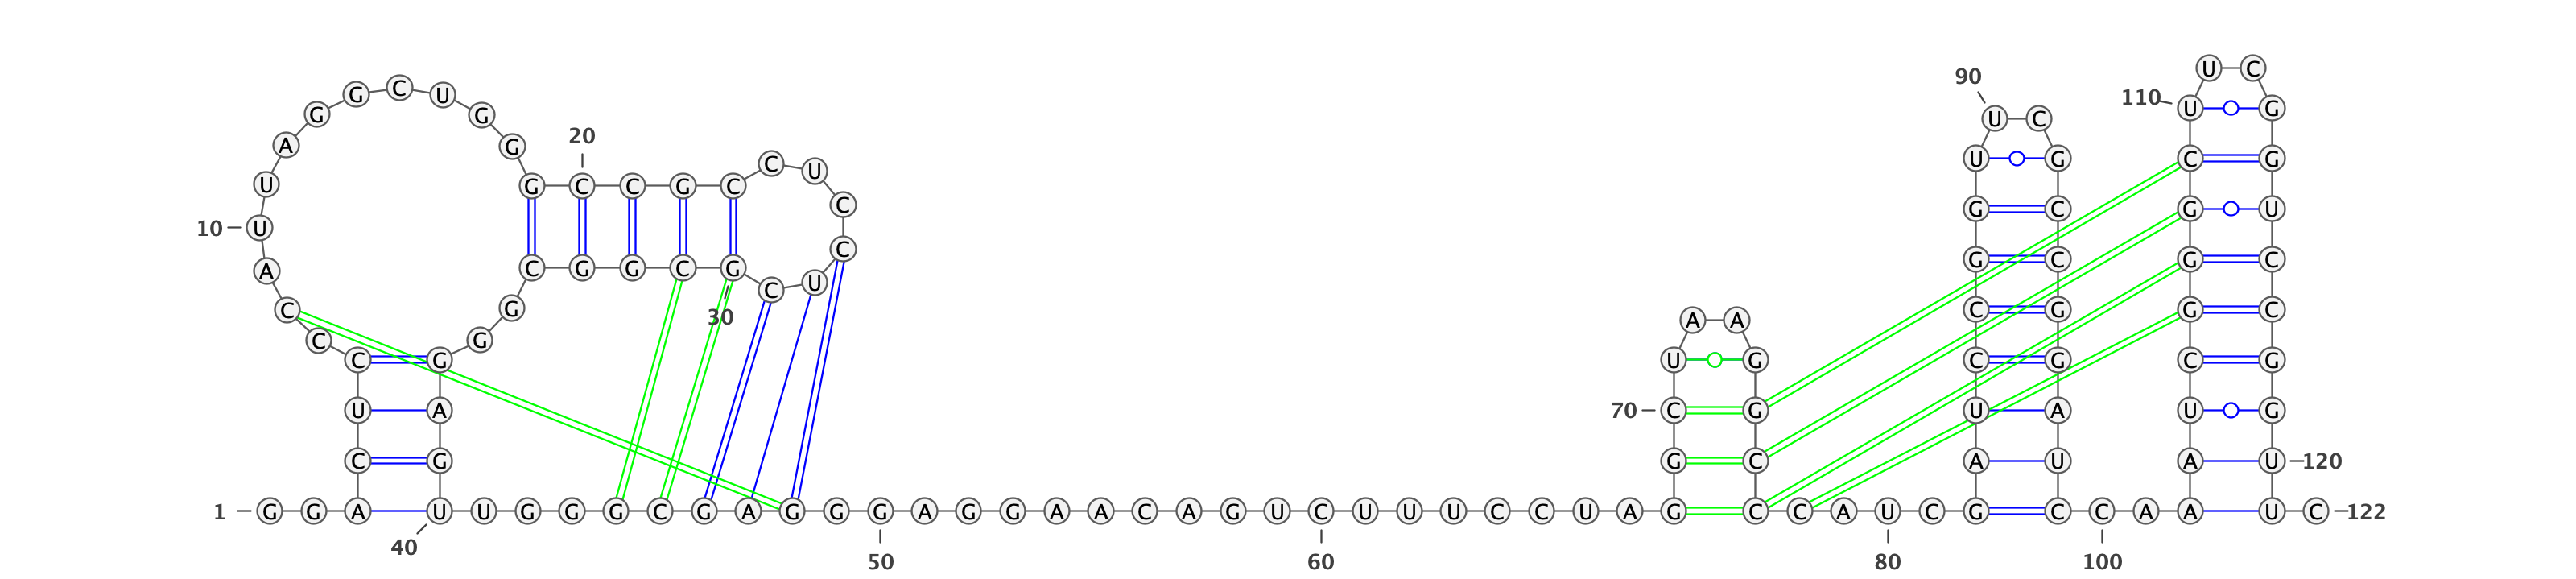 1
G G A C U C C C A U
10
U A G G C U G G G C
20
C G C C U C C U C G
30
C G G C G G G A G U
40
U G G G C G A G G G
50
A G G A A C A G U C
60
U U U C C U A G G C
70
U A A G G C C C A U
80
C G A U C C G G U U
90
C G C C G G A U C C
100
A A A U C G G G C U
110
U C G G U C C G G U
120
U C
122